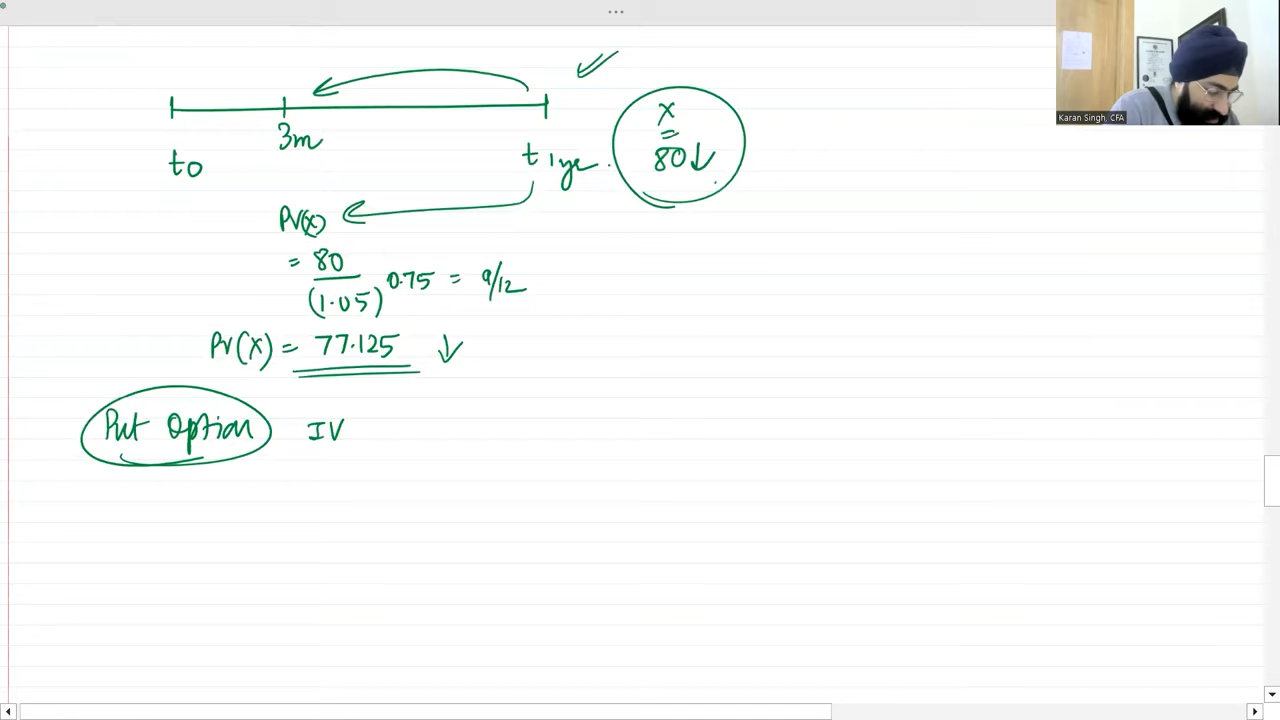 X
=
80↓
3m
t0
t 1yr.
PV(X)
= 80
(1.05)^0.75 = 9/12
PV(X) = 77.125 ↓
Put Option IV
Karan Singh, CFA